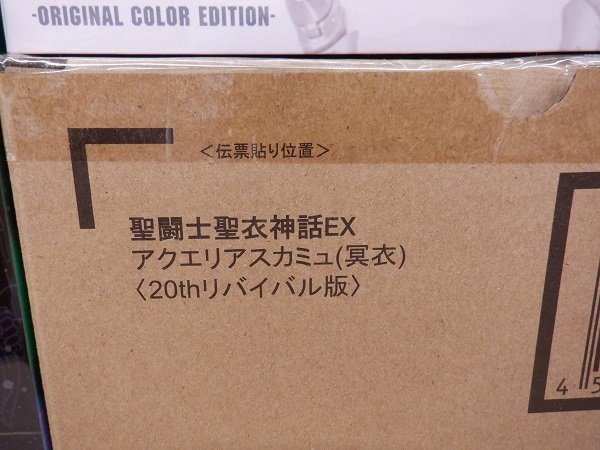 -ORIGINAL COLOR EDITION-
<伝票貼り位置>
聖闘士聖衣神話EX
アクエリアスカミュ(冥衣)
〈20thリバイバル版〉
4 5